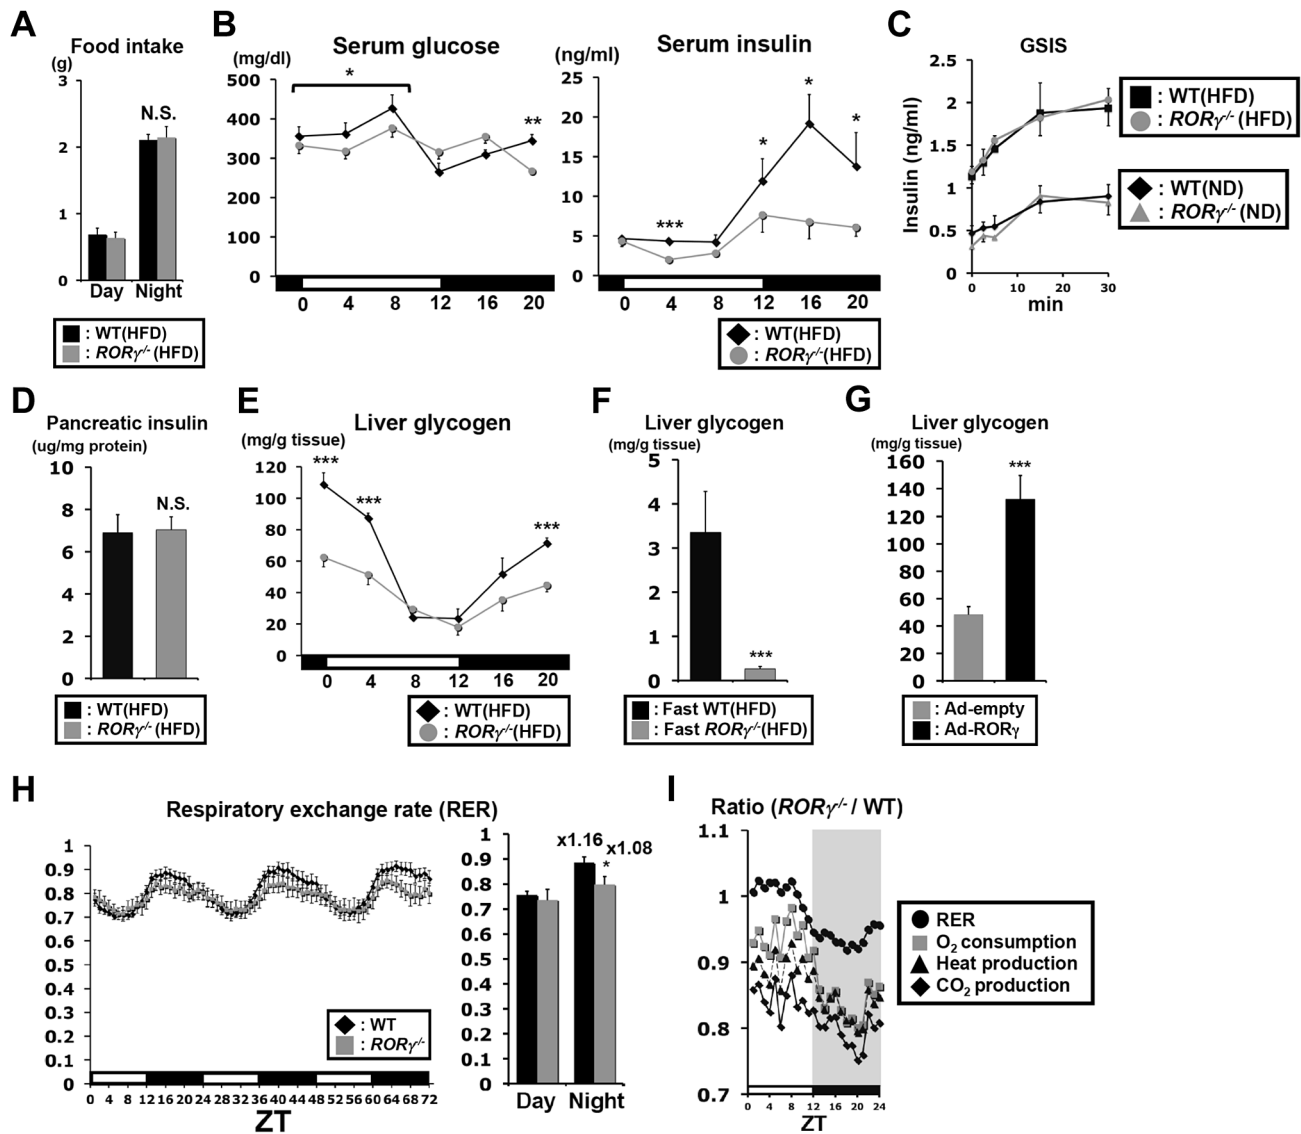 A
Food intake
(g)
3
2
1
0
N.S.
Day Night
: WT(HFD)
: RORγ-/- (HFD)
B
Serum glucose
(mg/dl)
500
400
300
200
100
0
*
**
0 4 8 12 16 20
Serum insulin
(ng/ml)
25
20
15
10
5
0
***
*
*
*
0 4 8 12 16 20
: WT(HFD)
: RORγ-/-(HFD)
C
GSIS
Insulin (ng/ml)
2.5
2
1.5
1
0.5
0
0 10 20 30
min
: WT(HFD)
: RORγ-/- (HFD)
: WT(ND)
: RORγ-/- (ND)
D
Pancreatic insulin
(ug/mg protein)
10
8
6
4
2
0
N.S.
: WT(HFD)
: RORγ-/-(HFD)
E
Liver glycogen
(mg/g tissue)
120
100
80
60
40
20
0
***
***
***
0 4 8 12 16 20
: WT(HFD)
: RORγ-/-(HFD)
F
Liver glycogen
(mg/g tissue)
5
4
3
2
1
0
***
: Fast WT(HFD)
: Fast RORγ-/-(HFD)
G
Liver glycogen
(mg/g tissue)
160
140
120
100
80
60
40
20
0
***
: Ad-empty
: Ad-RORγ
H
Respiratory exchange rate (RER)
1
0.9
0.8
0.7
0.6
0.5
0.4
0.3
0.2
0.1
0
: WT
: RORγ-/-
0 4 8 12 16 20 24 28 32 36 40 44 48 52 56 60 64 68 72
ZT
1
0.9
0.8
0.7
0.6
0.5
0.4
0.3
0.2
0.1
0
x1.16
x1.08
*
Day Night
I
Ratio (RORγ-/- / WT)
1.1
1
0.9
0.8
0.7
0 4 8 12 16 20 24
ZT
RER
O2 consumption
Heat production
CO2 production